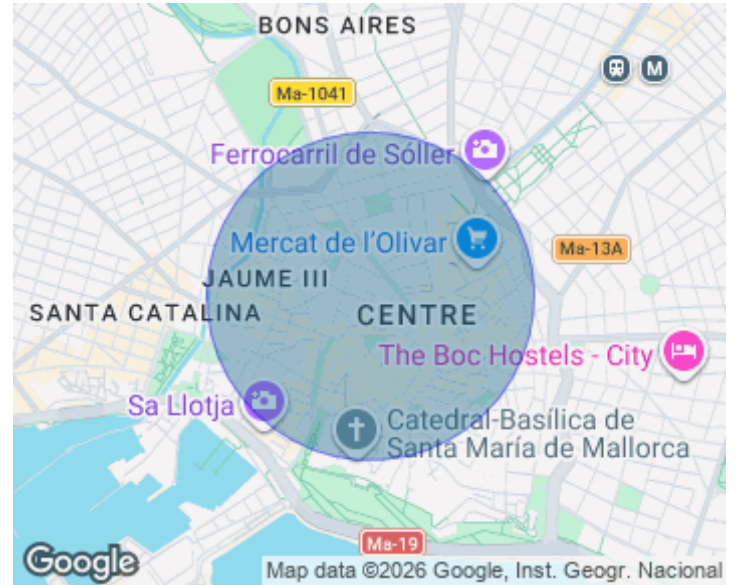 BONS AIRES
M
Ma-1041
Ferrocarril de Sóller
Mercat de l'Olivar
Ma-13A
JAUME III
SANTA CATALINA
CENTRE
The Boc Hostels - City
Sa Llotja
Catedral-Basílica de
Santa María de Mallorca
Ma-19
Google
Map data ©2026 Google, Inst. Geogr. Nacional